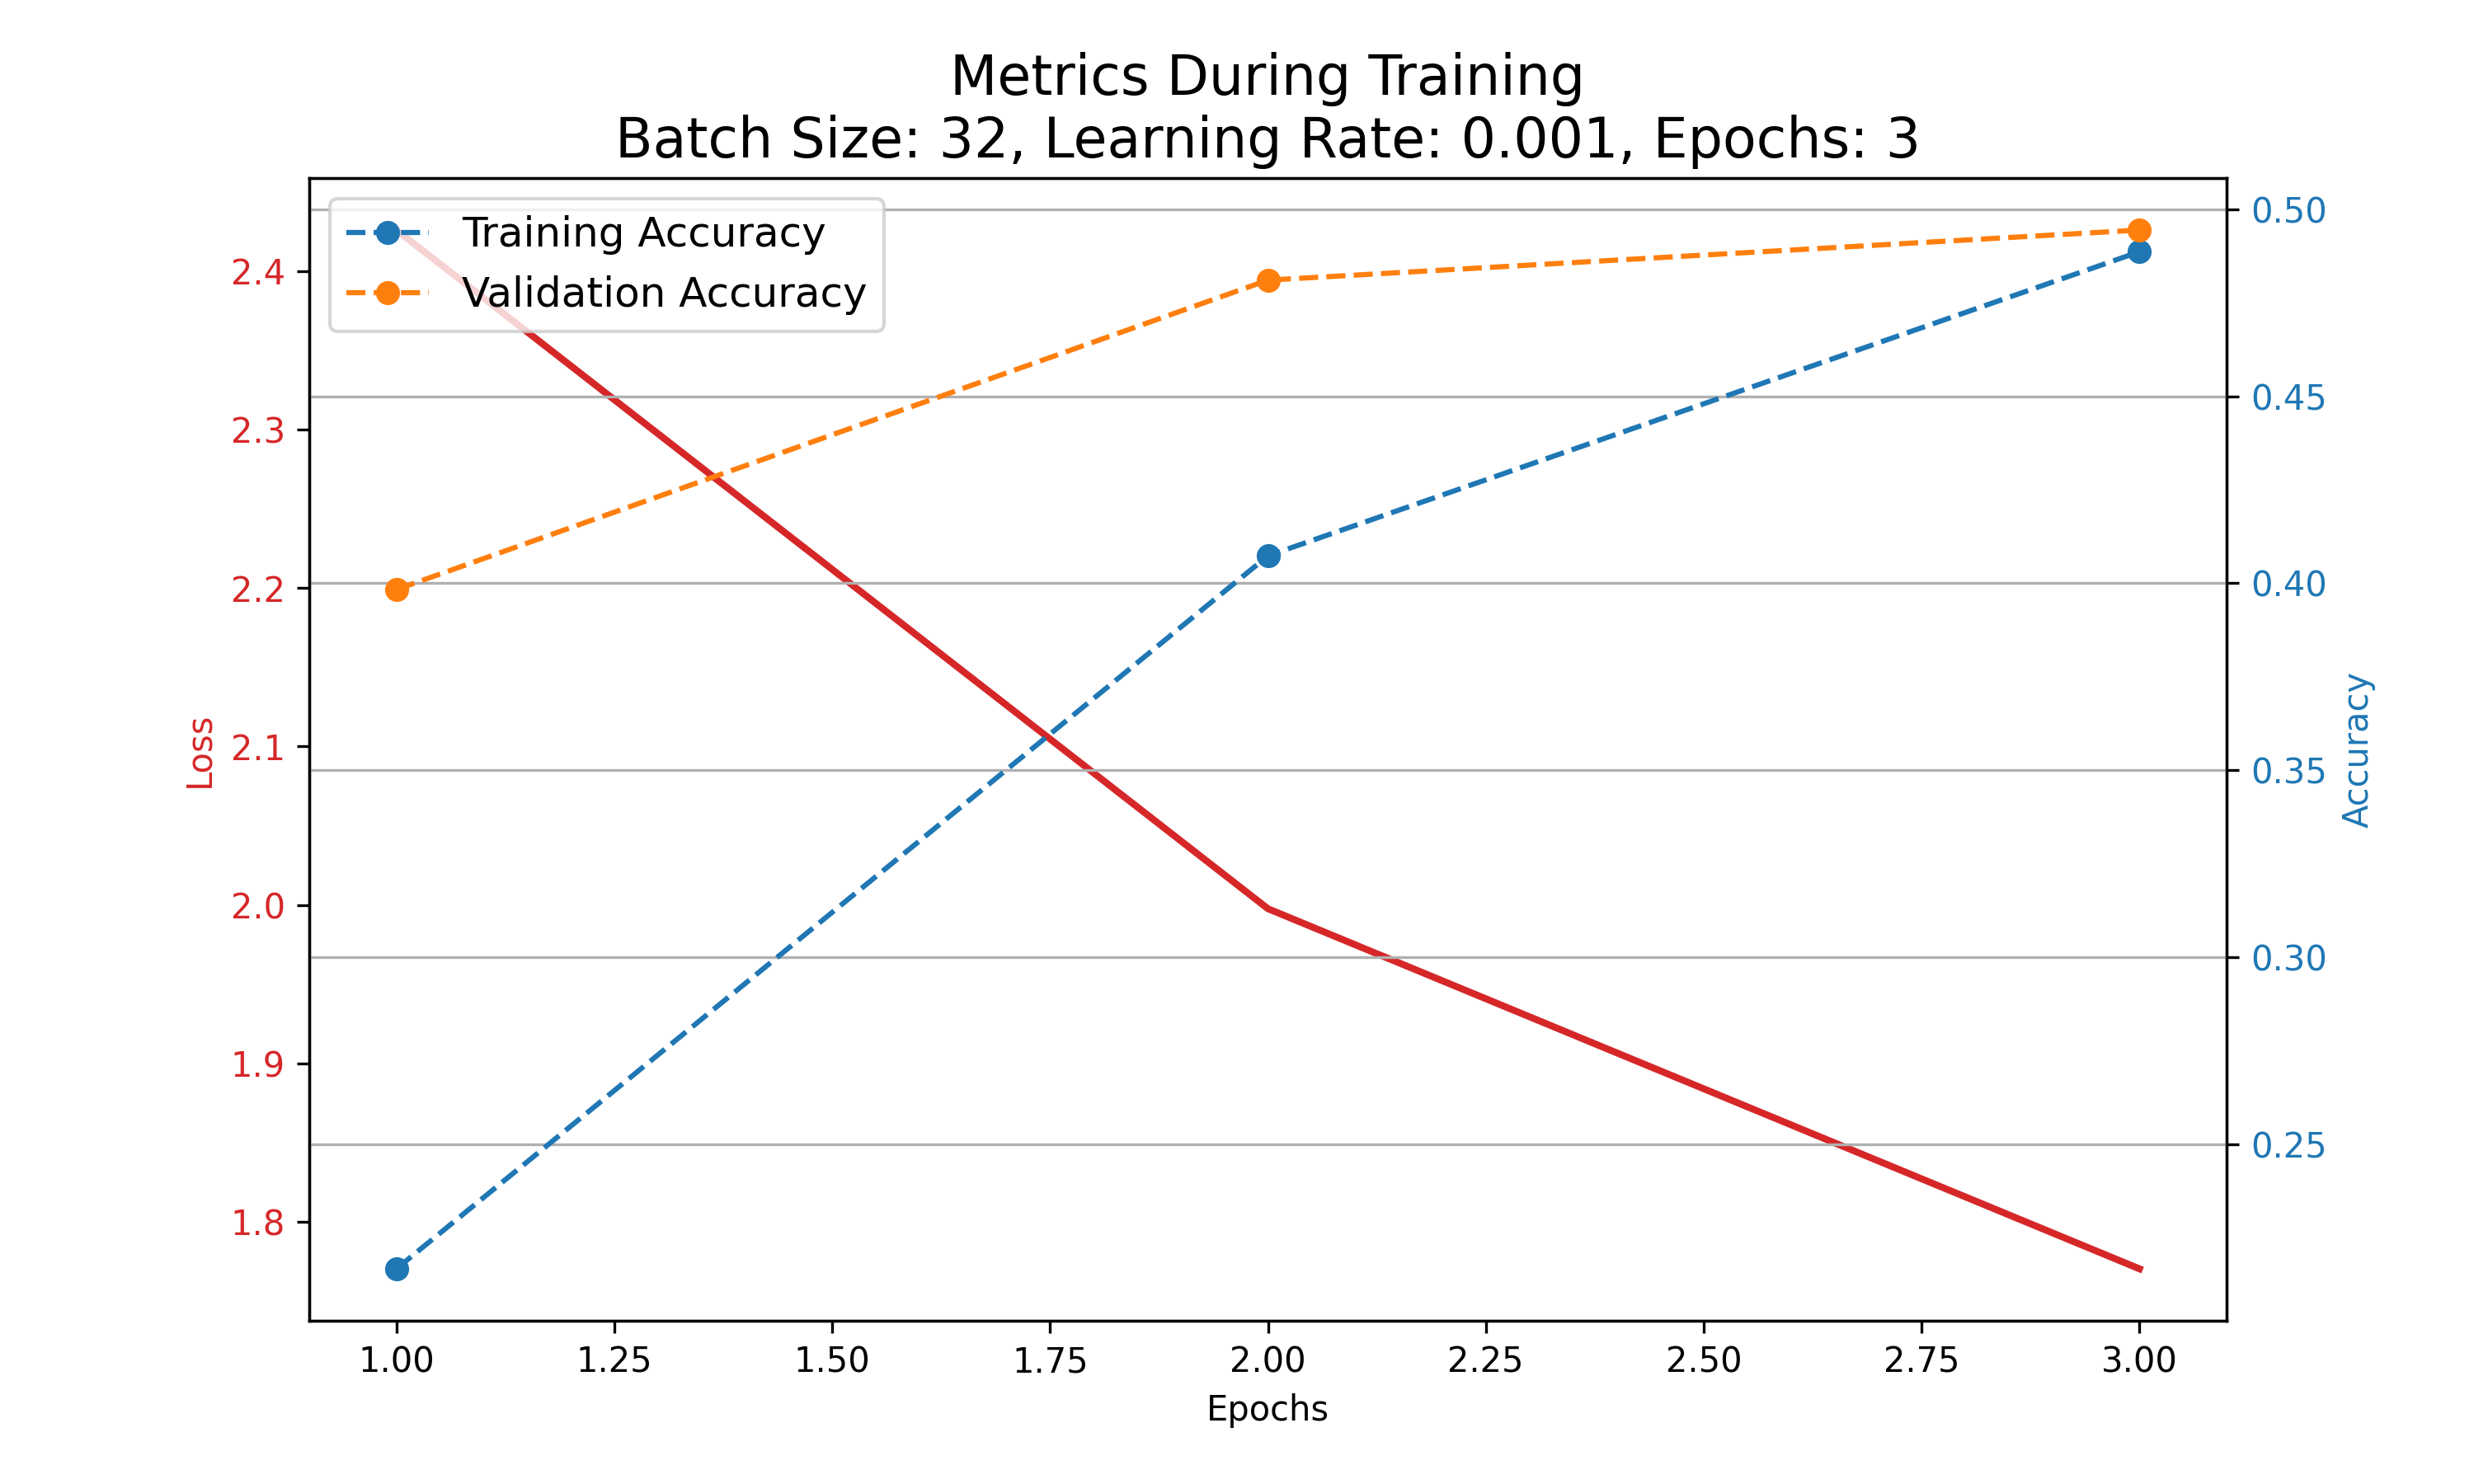 Metrics During Training
Batch Size: 32, Learning Rate: 0.001, Epochs: 3
Training Accuracy
Validation Accuracy
Loss
2.4
2.3
2.2
2.1
2.0
1.9
1.8
0.50
0.45
0.40
0.35
0.30
0.25
Accuracy
1.00 1.25 1.50 1.75 2.00 2.25 2.50 2.75 3.00
Epochs